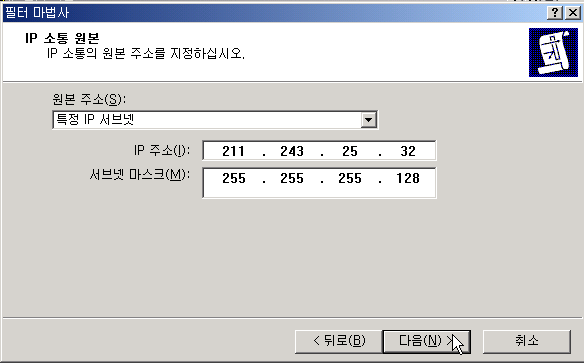 필터 마법사
IP 소통 원본
IP 소통의 원본 주소를 지정하십시오.
원본 주소(S):
특정 IP 서브넷
IP 주소(I): 211 . 243 . 25 . 32
서브넷 마스크(M): 255 . 255 . 255 . 128
< 뒤로(B) 다음(N) > 취소